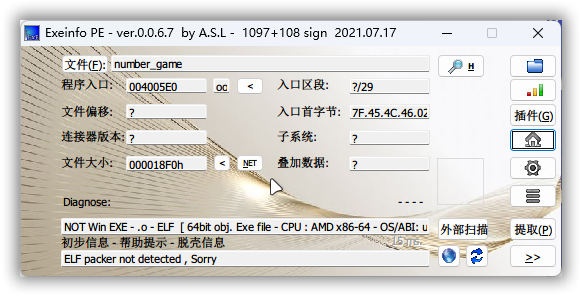 Exeinfo PE - ver.0.0.6.7 by A.S.L - 1097+108 sign 2021.07.17
文件(F): number_game H
程序入口: 004005E0 oc < 入口区段: ?/29
文件偏移: ? 入口首字节: 7F.45.4C.46.02 插件(G)
连接器版本: ? 子系统: ?
文件大小: 000018F0h < NET 叠加数据: ?
Diagnose: ----
NOT Win EXE - .o - ELF [ 64bit obj. Exe file - CPU : AMD x86-64 - OS/ABI: u 外部扫描 提取(P)
初步信息 - 帮助提示 - 脱壳信息
ELF packer not detected , Sorry >>